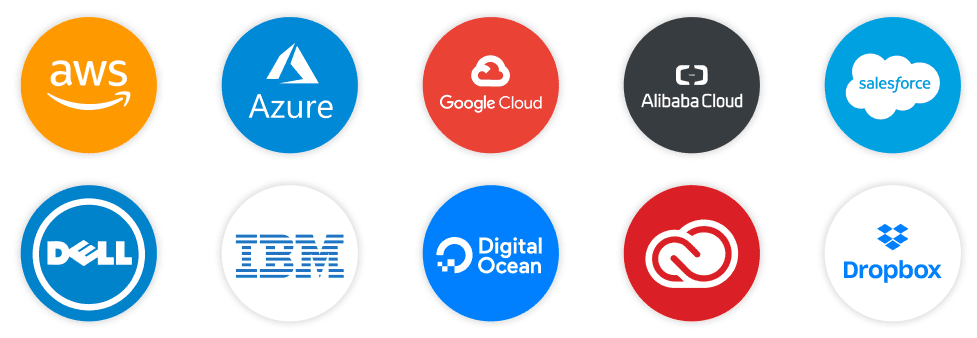 aws
Azure
Google Cloud
Alibaba Cloud
salesforce
DELL
IBM
Digital
Ocean
Dropbox